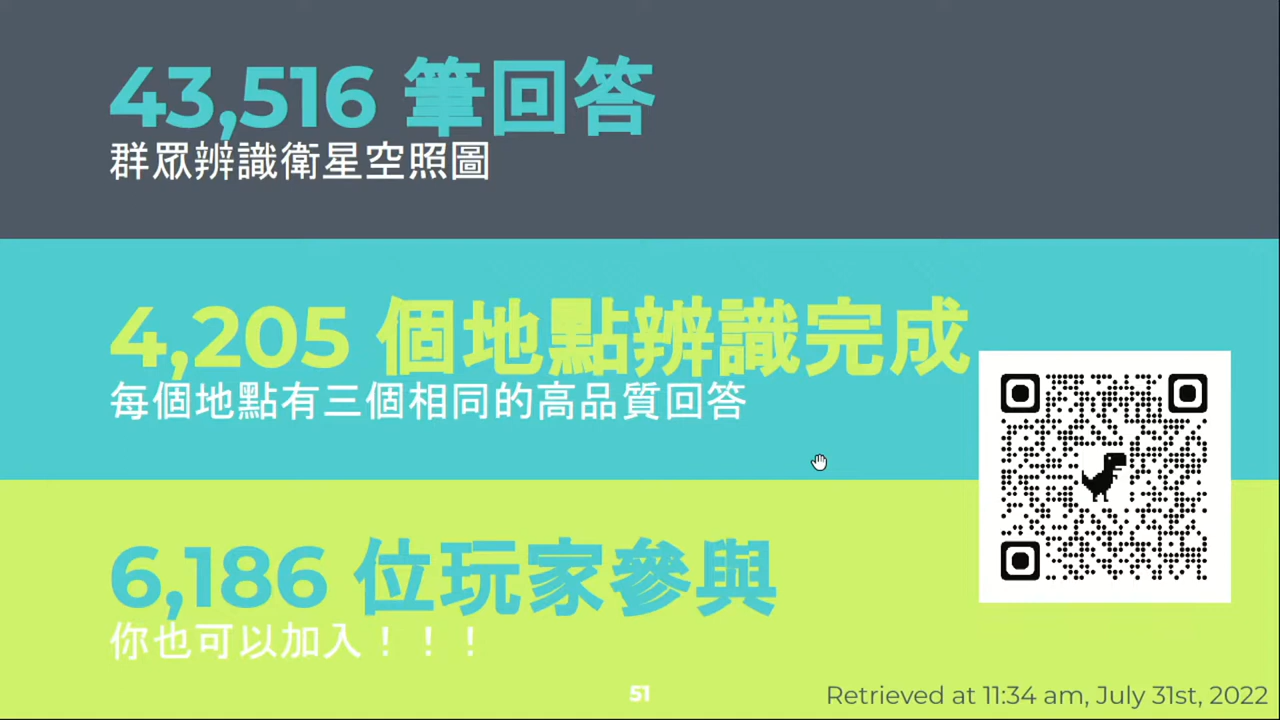 43,516 筆回答
群眾辨識衛星空照圖
4,205 個地點辨識完成
每個地點有三個相同的高品質回答
6,186 位玩家參與
你也可以加入！！！
51
Retrieved at 11:34 am, July 31st, 2022